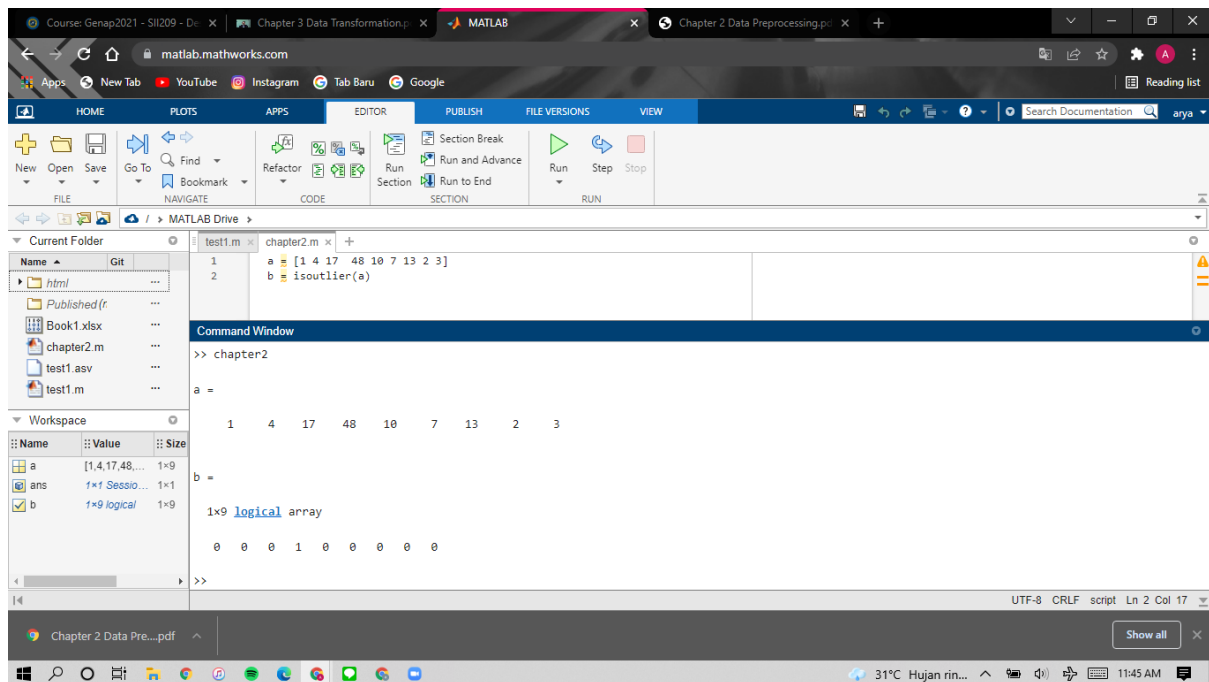 Course: Genap2021 - SII209 - De
Chapter 3 Data Transformation.p
MATLAB
Chapter 2 Data Preprocessing.pd
matlab.mathworks.com
A
Apps New Tab YouTube Instagram Tab Baru Google Reading list
HOME PLOTS APPS EDITOR PUBLISH FILE VERSIONS VIEW Search Documentation arya
New Open Save Go To Find Bookmark Refactor Run Section Section Break Run and Advance Run to End Run Step Stop
FILE NAVIGATE CODE SECTION RUN
/ > MATLAB Drive >
Current Folder
Name Git
html ...
Published (r ...
Book1.xlsx ...
chapter2.m ...
test1.asv ...
test1.m ...
Workspace
Name Value Size
a [1,4,17,48,... 1×9
ans 1×1 Sessio... 1×1
b 1×9 logical 1×9
test1.m × chapter2.m × +
1 a = [1 4 17  48 10 7 13 2 3]
2 b = isoutlier(a)
Command Window
>> chapter2
a =
1 4 17 48 10 7 13 2 3
b =
1×9 logical array
0 0 0 1 0 0 0 0 0
>>
UTF-8 CRLF script Ln 2 Col 17
Chapter 2 Data Pre....pdf Show all
31°C Hujan rin... 11:45 AM